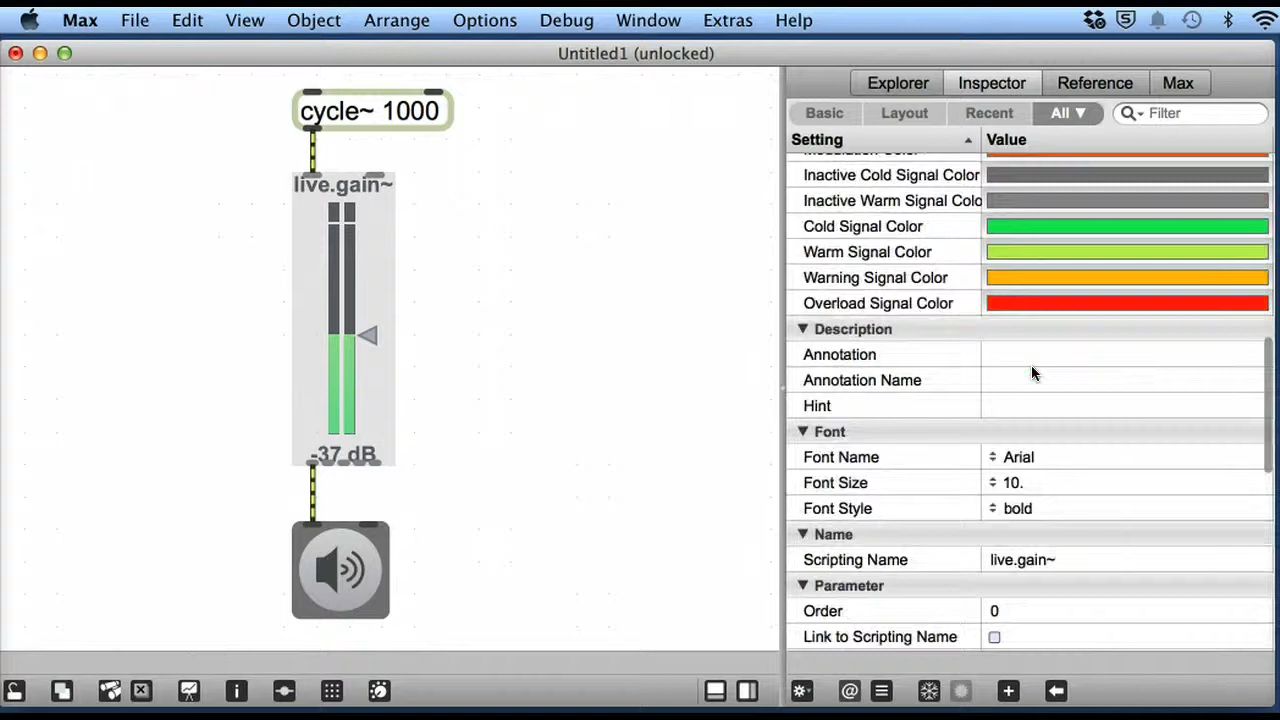 Max File Edit View Object Arrange Options Debug Window Extras Help
Untitled1 (unlocked)
cycle~ 1000
live.gain~
-37 dB
Explorer Inspector Reference Max
Basic Layout Recent All ▼ Filter
Setting Value
Modulation Color
Inactive Cold Signal Color
Inactive Warm Signal Colo
Cold Signal Color
Warm Signal Color
Warning Signal Color
Overload Signal Color
▼ Description
Annotation
Annotation Name
Hint
▼ Font
Font Name Arial
Font Size 10.
Font Style bold
▼ Name
Scripting Name live.gain~
▼ Parameter
Order 0
Link to Scripting Name